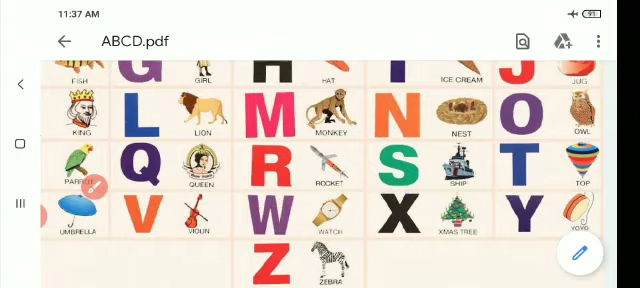 11:37 AM
91
ABCD.pdf
G H I J
FISH GIRL HAT ICE CREAM JUG
L M N O
KING LION MONKEY NEST OWL
Q R S T
PARROT QUEEN ROCKET SHIP TOP
V W X Y
UMBRELLA VIOLIN WATCH XMAS TREE YOYO
Z
ZEBRA